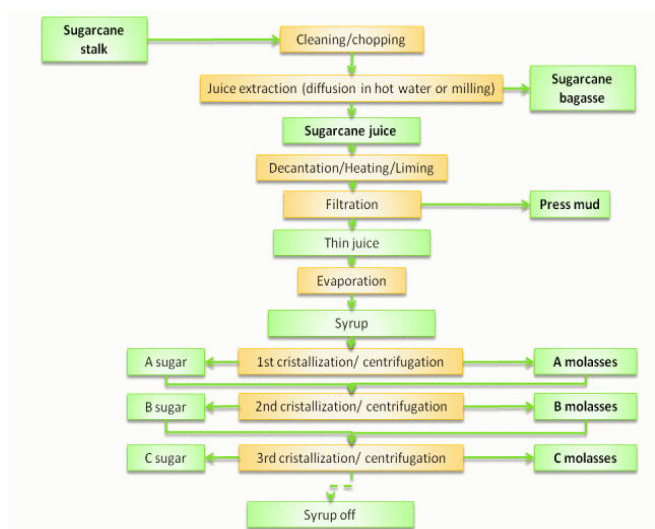 Sugarcane
stalk
Cleaning/chopping
Juice extraction (diffusion in hot water or milling)
Sugarcane
bagasse
Sugarcane juice
Decantation/Heating/Liming
Filtration
Press mud
Thin juice
Evaporation
Syrup
A sugar
1st cristallization/ centrifugation
A molasses
B sugar
2nd cristallization/ centrifugation
B molasses
C sugar
3rd cristallization/ centrifugation
C molasses
Syrup off